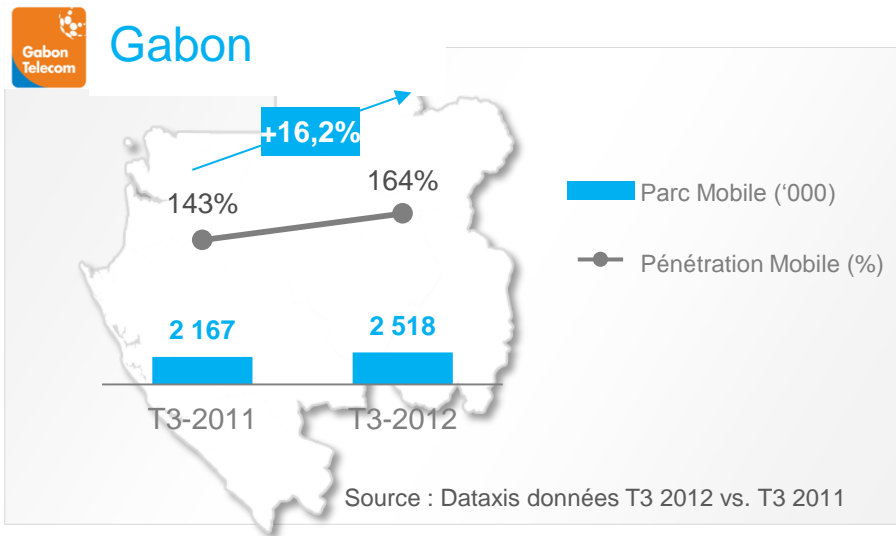 Gabon
Telecom
Gabon
+16,2%
143%
164%
Parc Mobile (‘000)
Pénétration Mobile (%)
2 167
2 518
T3-2011
T3-2012
Source : Dataxis données T3 2012 vs. T3 2011